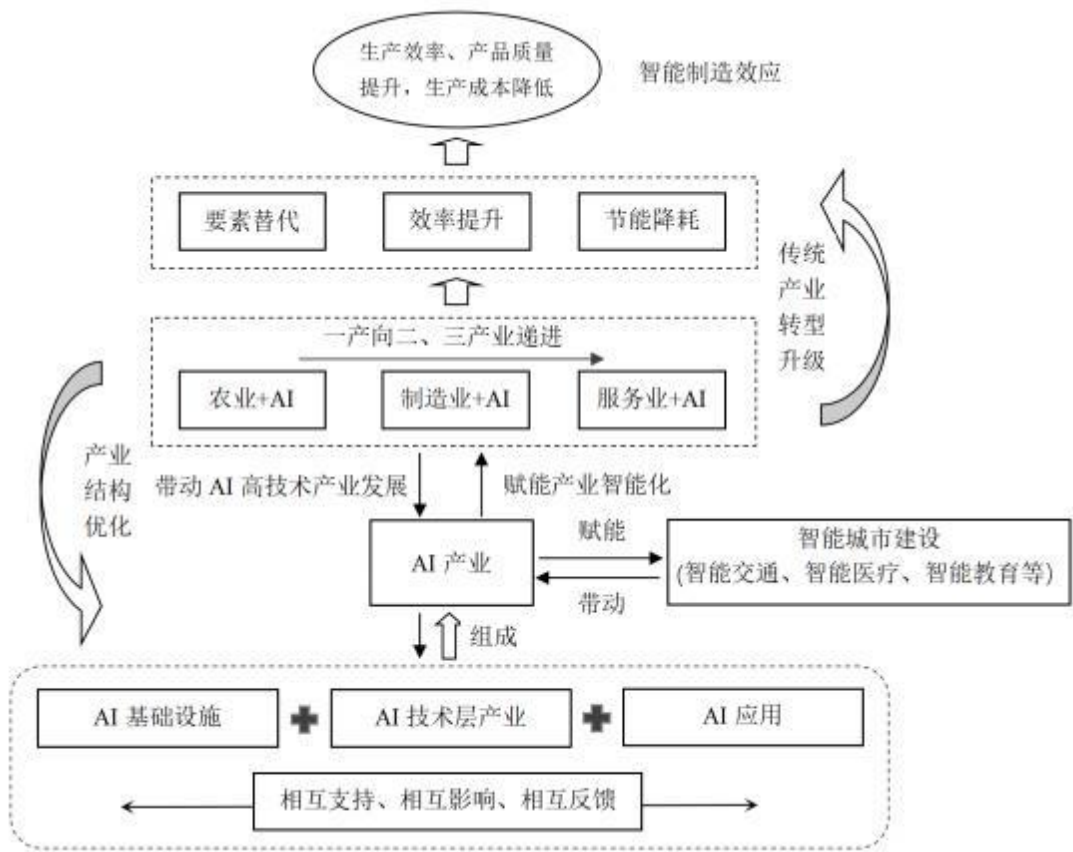 生产效率、产品质量
提升，生产成本降低
智能制造效应
要素替代
效率提升
节能降耗
传统
产业
转型
升级
一产向二、三产业递进
农业+AI
制造业+AI
服务业+AI
产业
结构
优化
带动 AI 高技术产业发展
赋能产业智能化
AI 产业
赋能
带动
智能城市建设
(智能交通、智能医疗、智能教育等)
组成
AI 基础设施
AI 技术层产业
AI 应用
相互支持、相互影响、相互反馈